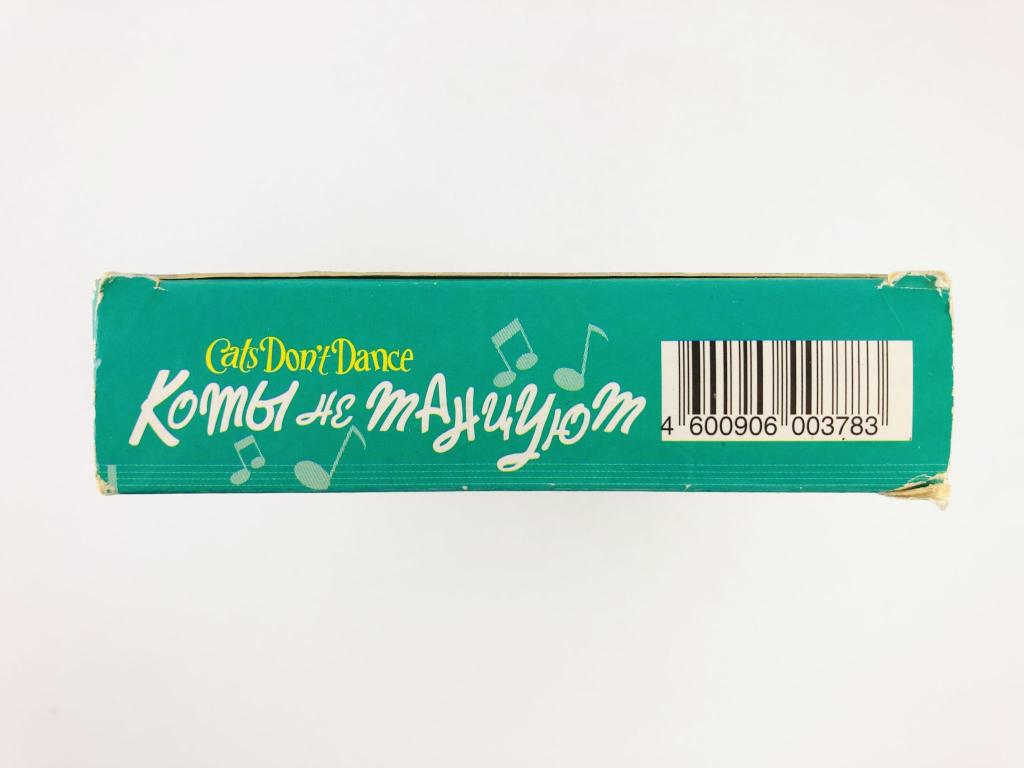 Cats Don't Dance
Коты не танцуют
4 600906 003783